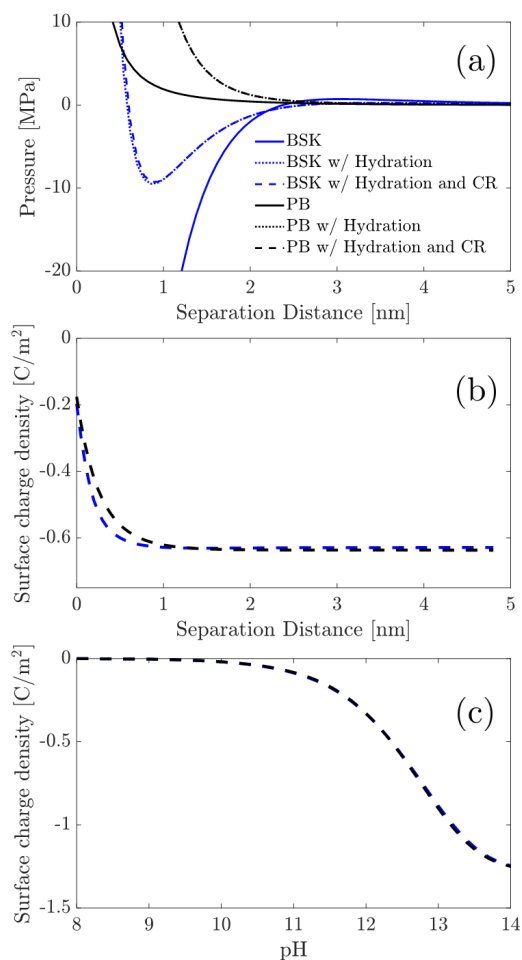 10
(a)
0
Pressure [MPa]
BSK
BSK w/ Hydration
-10
BSK w/ Hydration and CR
PB
PB w/ Hydration
PB w/ Hydration and CR
-20
0 1 2 3 4 5
Separation Distance [nm]
0
(b)
-0.2
Surface charge density [C/m²]
-0.4
-0.6
0 1 2 3 4 5
Separation Distance [nm]
0
(c)
Surface charge density [C/m²]
-0.5
-1
-1.5
8 9 10 11 12 13 14
pH